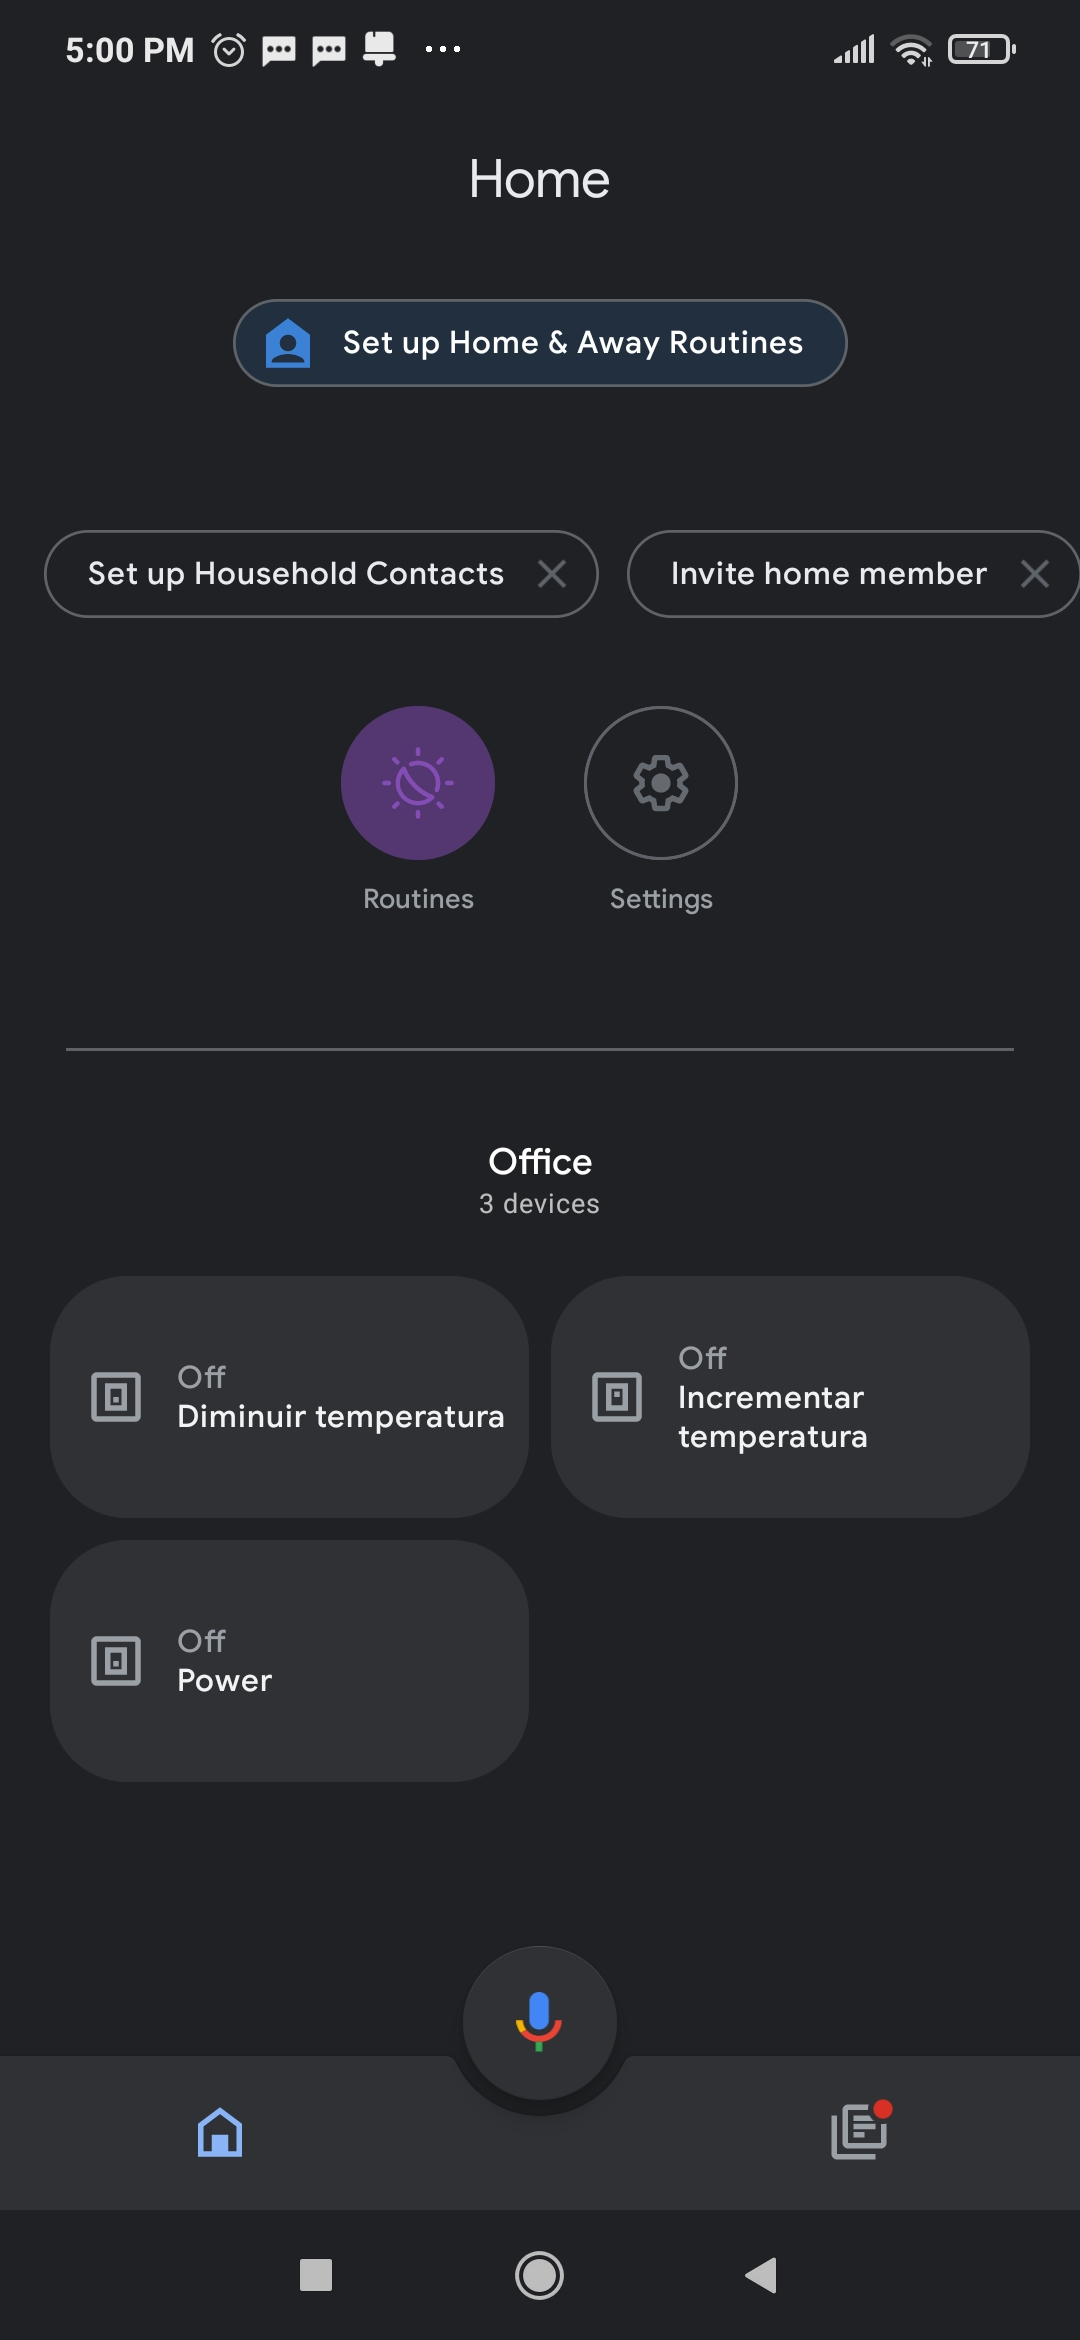 5:00 PM
71
Home
Set up Home & Away Routines
Set up Household Contacts
Invite home member
Routines
Settings
Office
3 devices
Off
Diminuir temperatura
Off
Incrementar
temperatura
Off
Power